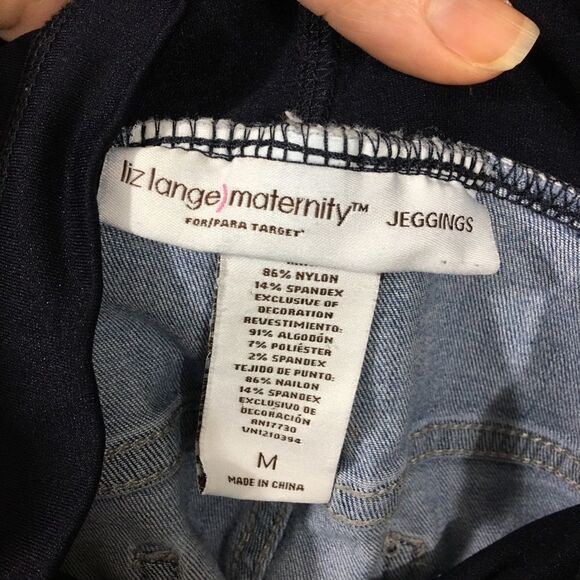 liz lange)maternity™ JEGGINGS
FOR/PARA TARGET*
86% NYLON
14% SPANDEX
EXCLUSIVE OF
DECORATION
REVESTIMIENTO:
91% ALGODÓN
7% POLIÉSTER
2% SPANDEX
TEJIDO DE PUNTO:
86% NAILON
14% SPANDEX
EXCLUSIVO DE
DECORACIÓN
RN17730
VN1210394
M
MADE IN CHINA